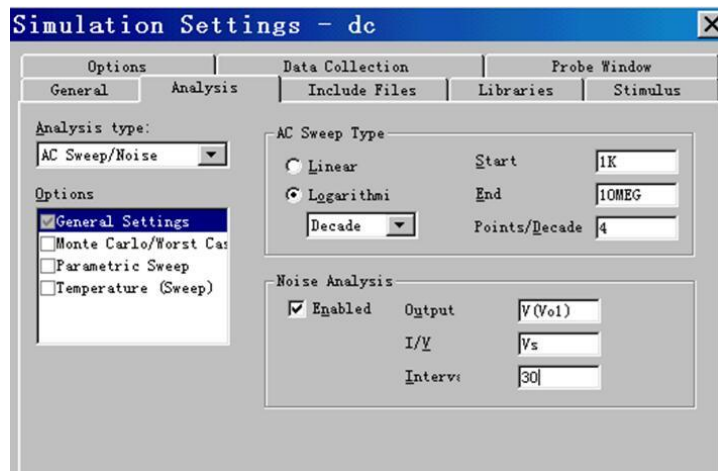 Simulation Settings - dc
Options Data Collection Probe Window
General Analysis Include Files Libraries Stimulus
Analysis type:
AC Sweep/Noise
Options
General Settings
Monte Carlo/Worst Cas
Parametric Sweep
Temperature (Sweep)
AC Sweep Type
Linear
Logarithmi
Decade
Start 1K
End 10MEG
Points/Decade 4
Noise Analysis
Enabled
Output V(Vo1)
I/V Vs
Interva 30